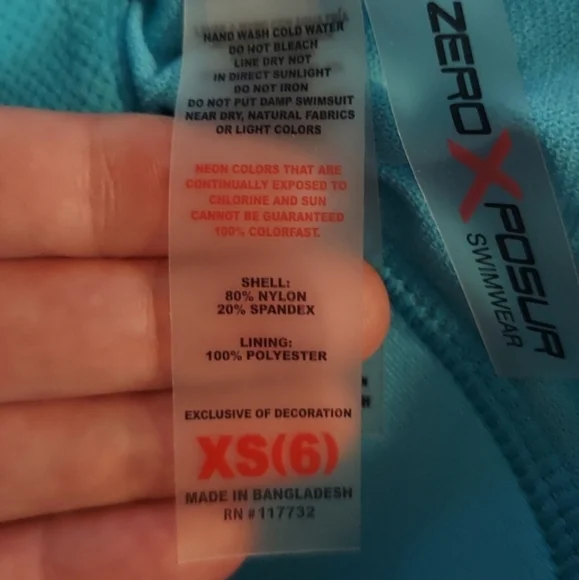 HAND WASH COLD WATER
DO NOT BLEACH
LINE DRY NOT
IN DIRECT SUNLIGHT
DO NOT IRON
DO NOT PUT DAMP SWIMSUIT
NEAR DRY, NATURAL FABRICS
OR LIGHT COLORS
NEON COLORS THAT ARE
CONTINUALLY EXPOSED TO
CHLORINE AND SUN
CANNOT BE GUARANTEED
100% COLORFAST.
SHELL:
80% NYLON
20% SPANDEX
LINING:
100% POLYESTER
EXCLUSIVE OF DECORATION
XS(6)
MADE IN BANGLADESH
RN #117732
ZEROXPOSUR
SWIMWEAR